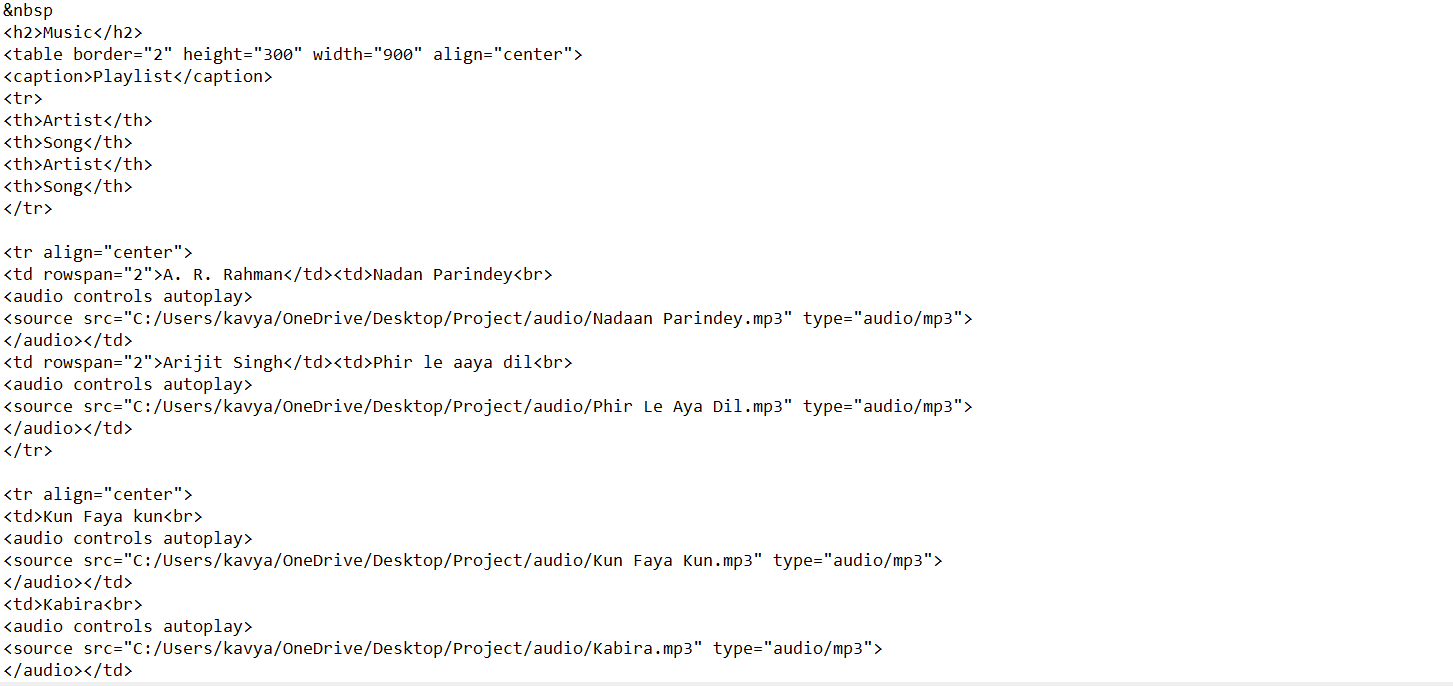 &nbsp
<h2>Music</h2>
<table border="2" height="300" width="900" align="center">
<caption>Playlist</caption>
<tr>
<th>Artist</th>
<th>Song</th>
<th>Artist</th>
<th>Song</th>
</tr>
<tr align="center">
<td rowspan="2">A. R. Rahman</td><td>Nadan Parindey<br>
<audio controls autoplay>
<source src="C:/Users/kavya/OneDrive/Desktop/Project/audio/Nadaan Parindey.mp3" type="audio/mp3">
</audio></td>
<td rowspan="2">Arijit Singh</td><td>Phir le aaya dil<br>
<audio controls autoplay>
<source src="C:/Users/kavya/OneDrive/Desktop/Project/audio/Phir Le Aya Dil.mp3" type="audio/mp3">
</audio></td>
</tr>
<tr align="center">
<td>Kun Faya kun<br>
<audio controls autoplay>
<source src="C:/Users/kavya/OneDrive/Desktop/Project/audio/Kun Faya Kun.mp3" type="audio/mp3">
</audio></td>
<td>Kabira<br>
<audio controls autoplay>
<source src="C:/Users/kavya/OneDrive/Desktop/Project/audio/Kabira.mp3" type="audio/mp3">
</audio></td>